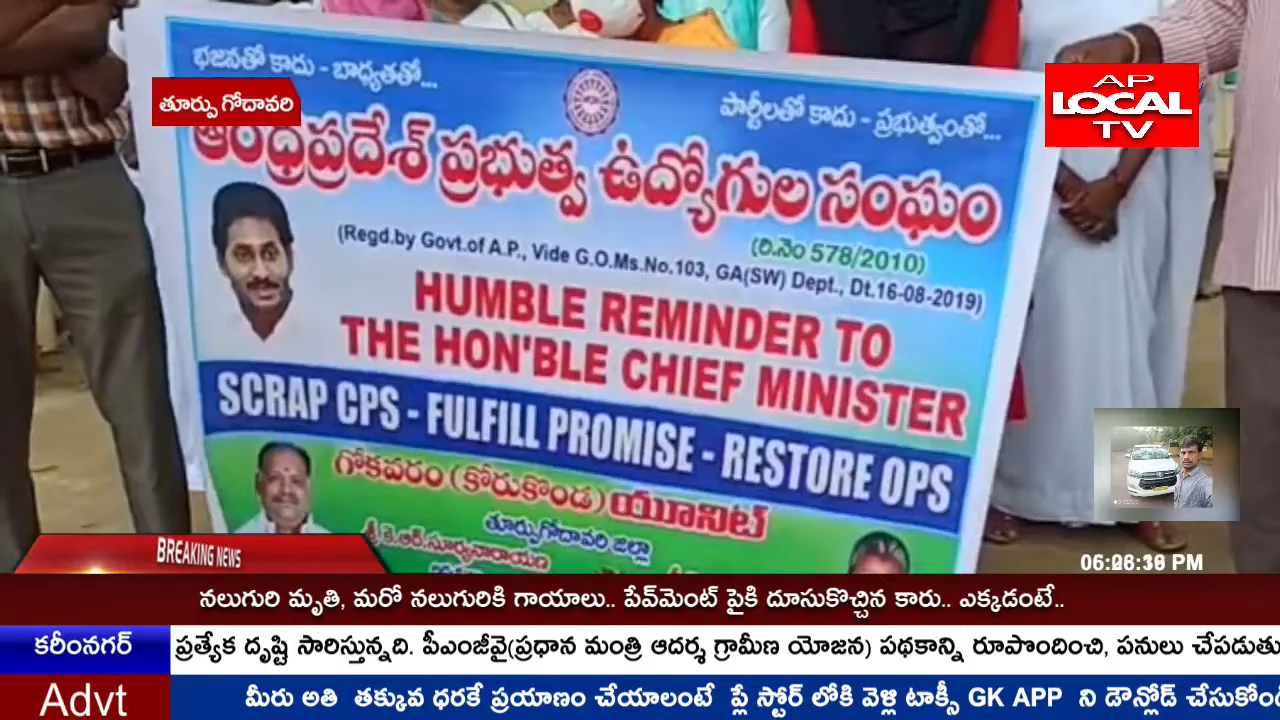 భజనతో కాదు - బాధ్యతతో...
పార్టీలతో కాదు - ప్రభుత్వంతో...
తూర్పు గోదావరి
AP
LOCAL
TV
ఆంధ్రప్రదేశ్ ప్రభుత్వ ఉద్యోగుల సంఘం
(రి.నెం 578/2010)
(Regd.by Govt.of A.P., Vide G.O.Ms.No.103, GA(SW) Dept., Dt.16-08-2019)
HUMBLE REMINDER TO
THE HON'BLE CHIEF MINISTER
SCRAP CPS - FULFILL PROMISE - RESTORE OPS
గోకవరం (కోరుకొండ) యూనిట్
తూర్పుగోదావరి జిల్లా
శ్రీ కె.ఆర్.సూర్యనారాయణ
BREAKING NEWS
నలుగురి మృతి, మరో నలుగురికి గాయాలు.. పేవ్‌మెంట్ పైకి దూసుకొచ్చిన కారు.. ఎక్కడంటే..
కరీంనగర్ ప్రత్యేక దృష్టి సారిస్తున్నది. పీఎంజీవై(ప్రధాన మంత్రి ఆదర్శ గ్రామీణ యోజన) పథకాన్ని రూపొందించి, పనులు చేపడుతు
Advt మీరు అతి తక్కువ ధరకే ప్రయాణం చేయాలంటే ప్లే స్టోర్ లోకి వెళ్లి టాక్సీ GK APP ని డౌన్లోడ్ చేసుకోండి